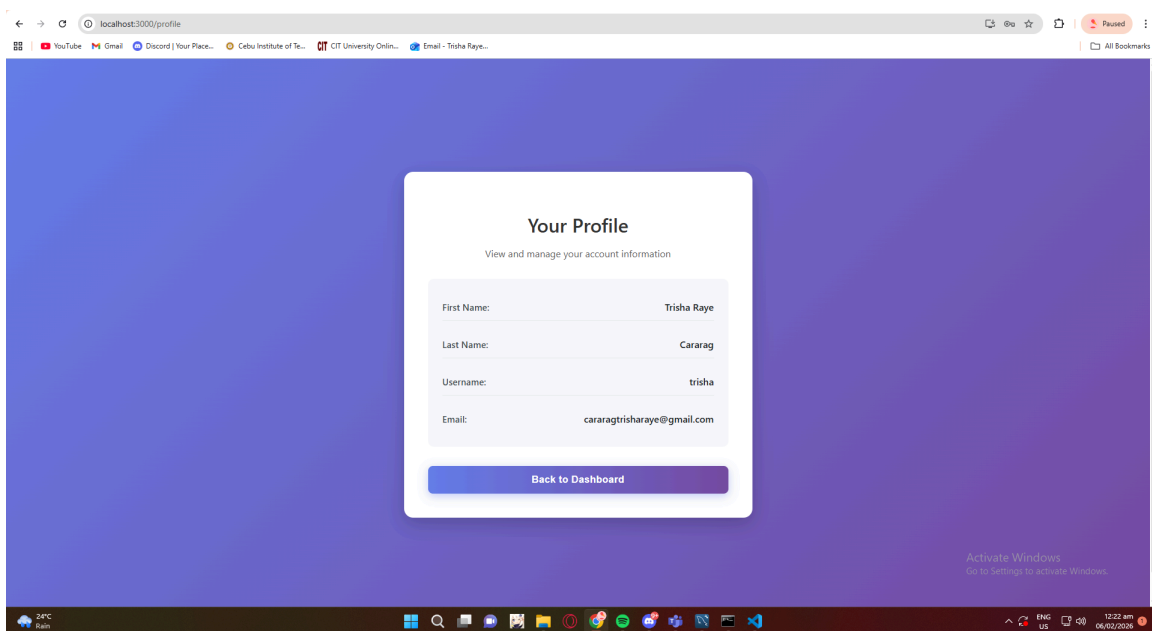 localhost:3000/profile
Paused
YouTube Gmail Discord | Your Place... Cebu Institute of Te... CIT University Onlin... Email - Trisha Raye... All Bookmarks
Your Profile
View and manage your account information
First Name: Trisha Raye
Last Name: Cararag
Username: trisha
Email: cararagtrisharaye@gmail.com
Back to Dashboard
Activate Windows
Go to Settings to activate Windows.
24°C
Rain
ENG
US
12:22 am
06/02/2026